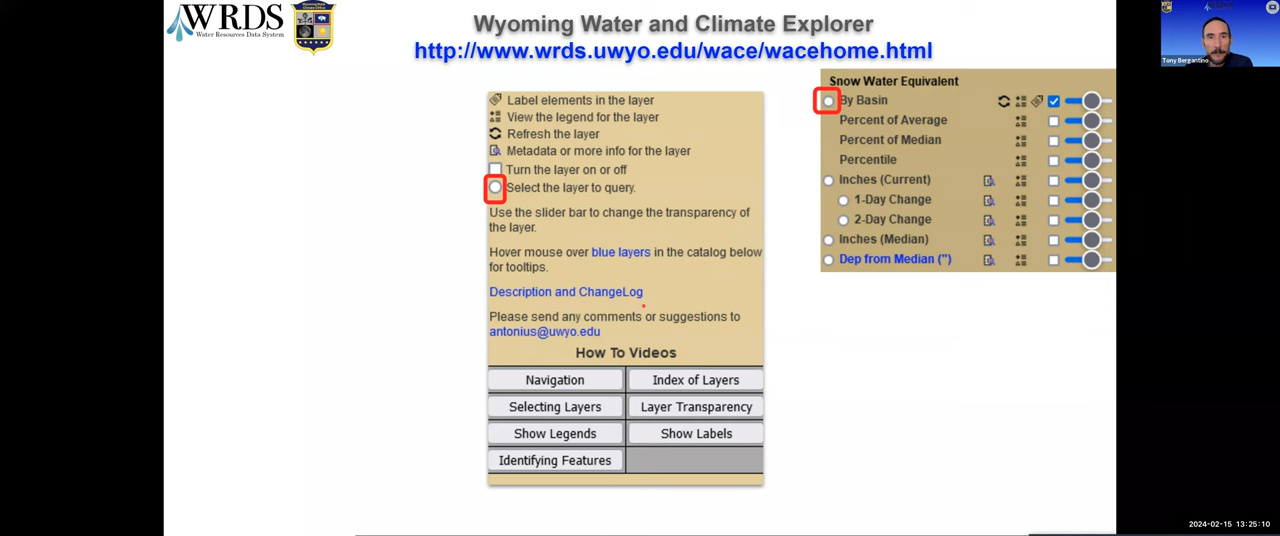 WRDS
Water Resources Data System
Wyoming Water and Climate Explorer
http://www.wrds.uwyo.edu/wace/wacehome.html
Label elements in the layer
View the legend for the layer
Refresh the layer
Metadata or more info for the layer
Turn the layer on or off
Select the layer to query.
Use the slider bar to change the transparency of
the layer.
Hover mouse over blue layers in the catalog below
for tooltips.
Description and ChangeLog
Please send any comments or suggestions to
antonius@uwyo.edu
How To Videos
Navigation
Index of Layers
Selecting Layers
Layer Transparency
Show Legends
Show Labels
Identifying Features
Snow Water Equivalent
By Basin
Percent of Average
Percent of Median
Percentile
Inches (Current)
1-Day Change
2-Day Change
Inches (Median)
Dep from Median (")
Tony Bergantino
2024-02-15 13:25:10